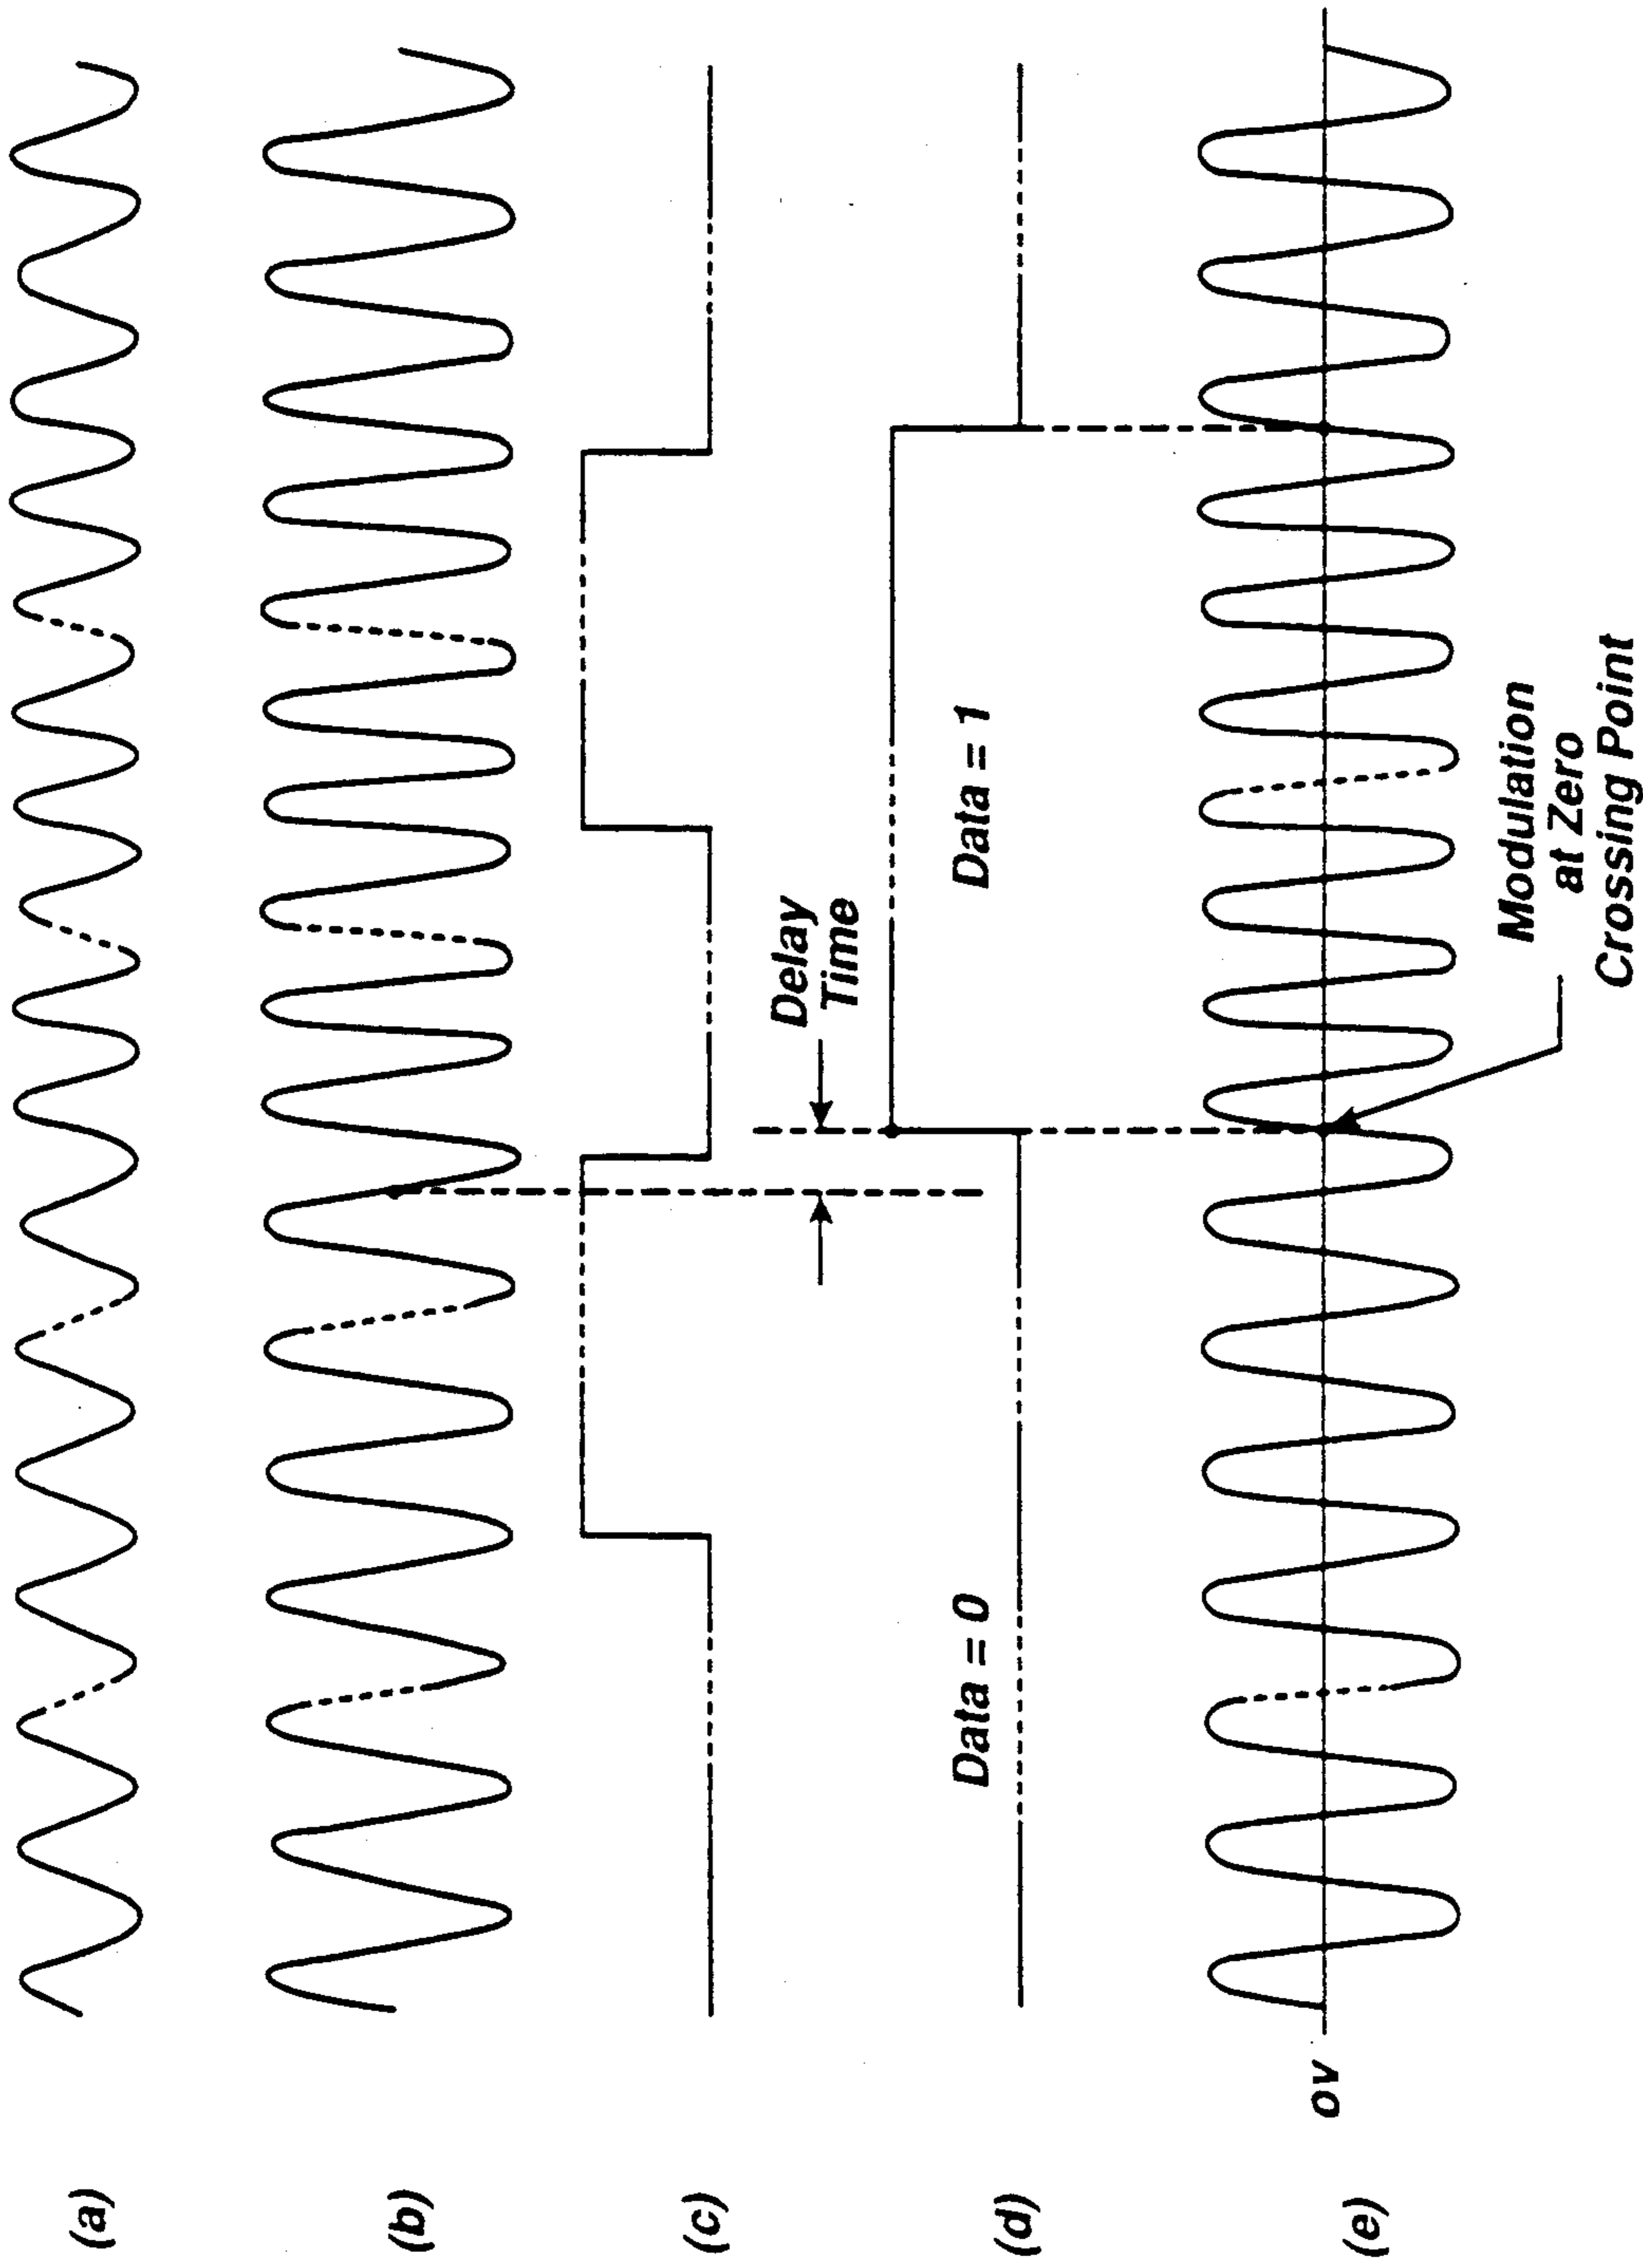 (a)
(b)
(c)
Delay
Time
(d)
Data = 0
Data = 1
(e)
OV
Modulation
at Zero
Crossing Point